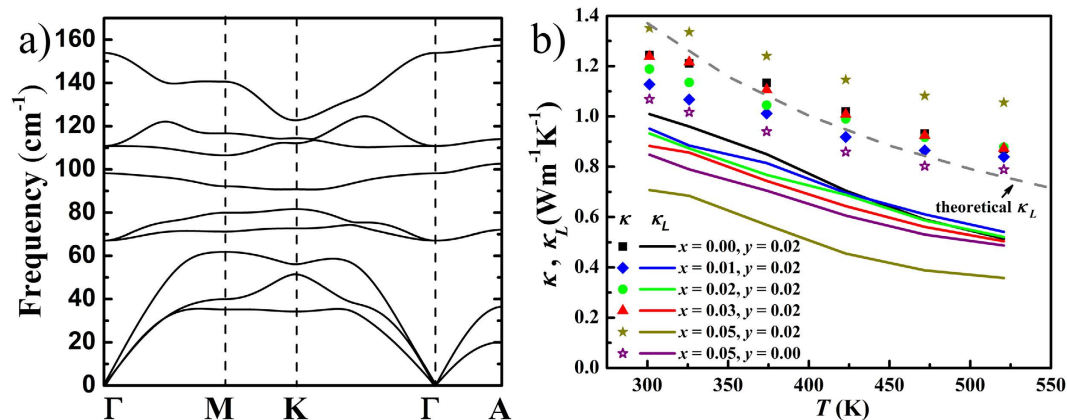 a)
Frequency (cm⁻¹)
160
140
120
100
80
60
40
20
0
Γ M K Γ A
b)
κ , κL (Wm⁻¹K⁻¹)
1.4
1.2
1.0
0.8
0.6
0.4
0.2
0.0
theoretical κL
κ κL
x = 0.00, y = 0.02
x = 0.01, y = 0.02
x = 0.02, y = 0.02
x = 0.03, y = 0.02
x = 0.05, y = 0.02
x = 0.05, y = 0.00
300 350 400 450 500 550
T (K)